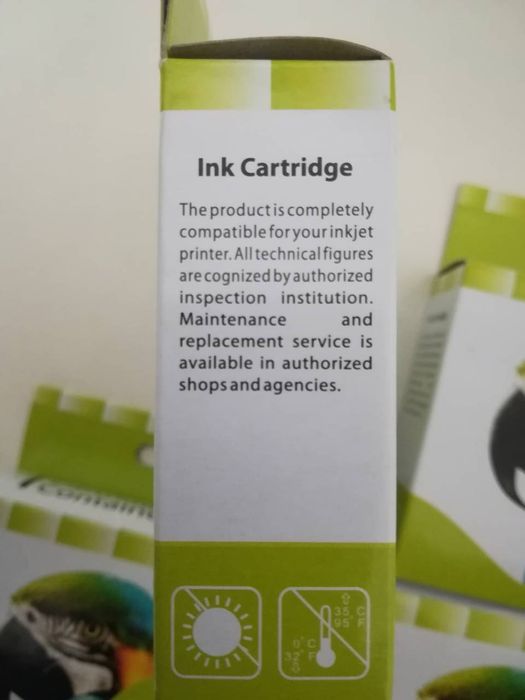 Ink Cartridge
The product is completely
compatible for your inkjet
printer. All technical figures
are cognized by authorized
inspection institution.
Maintenance and
replacement service is
available in authorized
shops and agencies.
contains
35°C
95°F
0°C
32°F